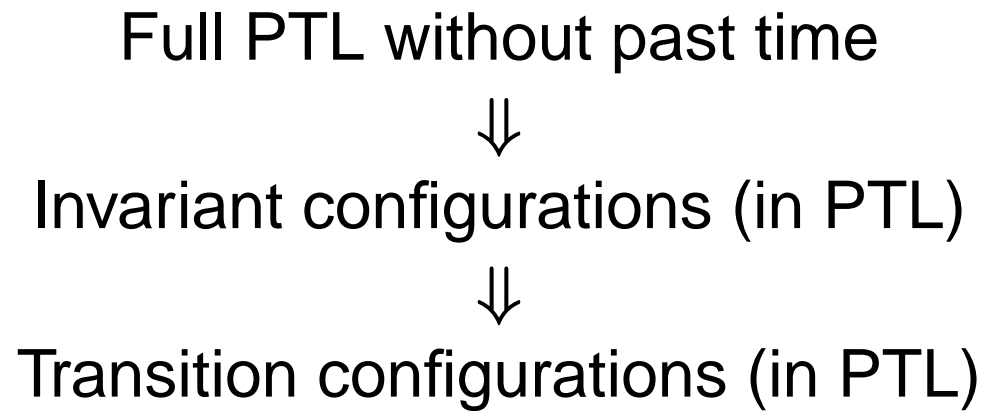 Full PTL without past time
⇓
Invariant configurations (in PTL)
⇓
Transition configurations (in PTL)